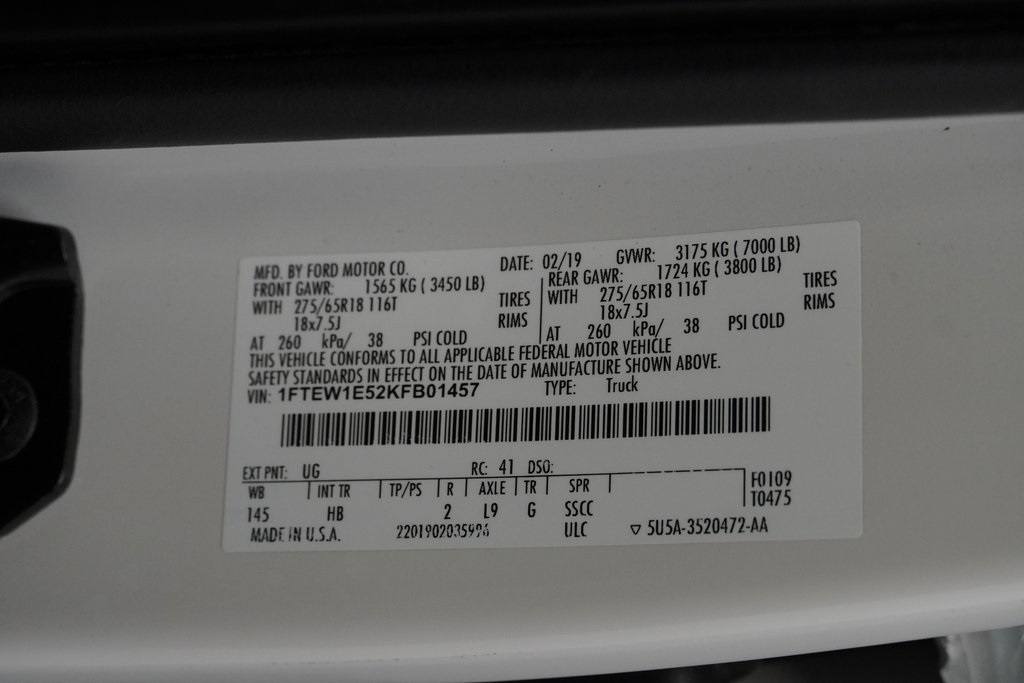 MFD. BY FORD MOTOR CO. DATE: 02/19 GVWR: 3175 KG ( 7000 LB)
FRONT GAWR: 1565 KG ( 3450 LB) REAR GAWR: 1724 KG ( 3800 LB)
WITH 275/65R18 116T TIRES WITH 275/65R18 116T TIRES
18x7.5J RIMS 18x7.5J RIMS
AT 260 kPa/ 38 PSI COLD AT 260 kPa/ 38 PSI COLD
THIS VEHICLE CONFORMS TO ALL APPLICABLE FEDERAL MOTOR VEHICLE
SAFETY STANDARDS IN EFFECT ON THE DATE OF MANUFACTURE SHOWN ABOVE.
VIN: 1FTEW1E52KFB01457 TYPE: Truck
EXT PNT: UG RC: 41 DSO:
WB INT TR TP/PS R AXLE TR SPR F0109
145 HB 2 L9 G SSCC T0475
MADE IN U.S.A. ULC ▽ 5U5A-3520472-AA